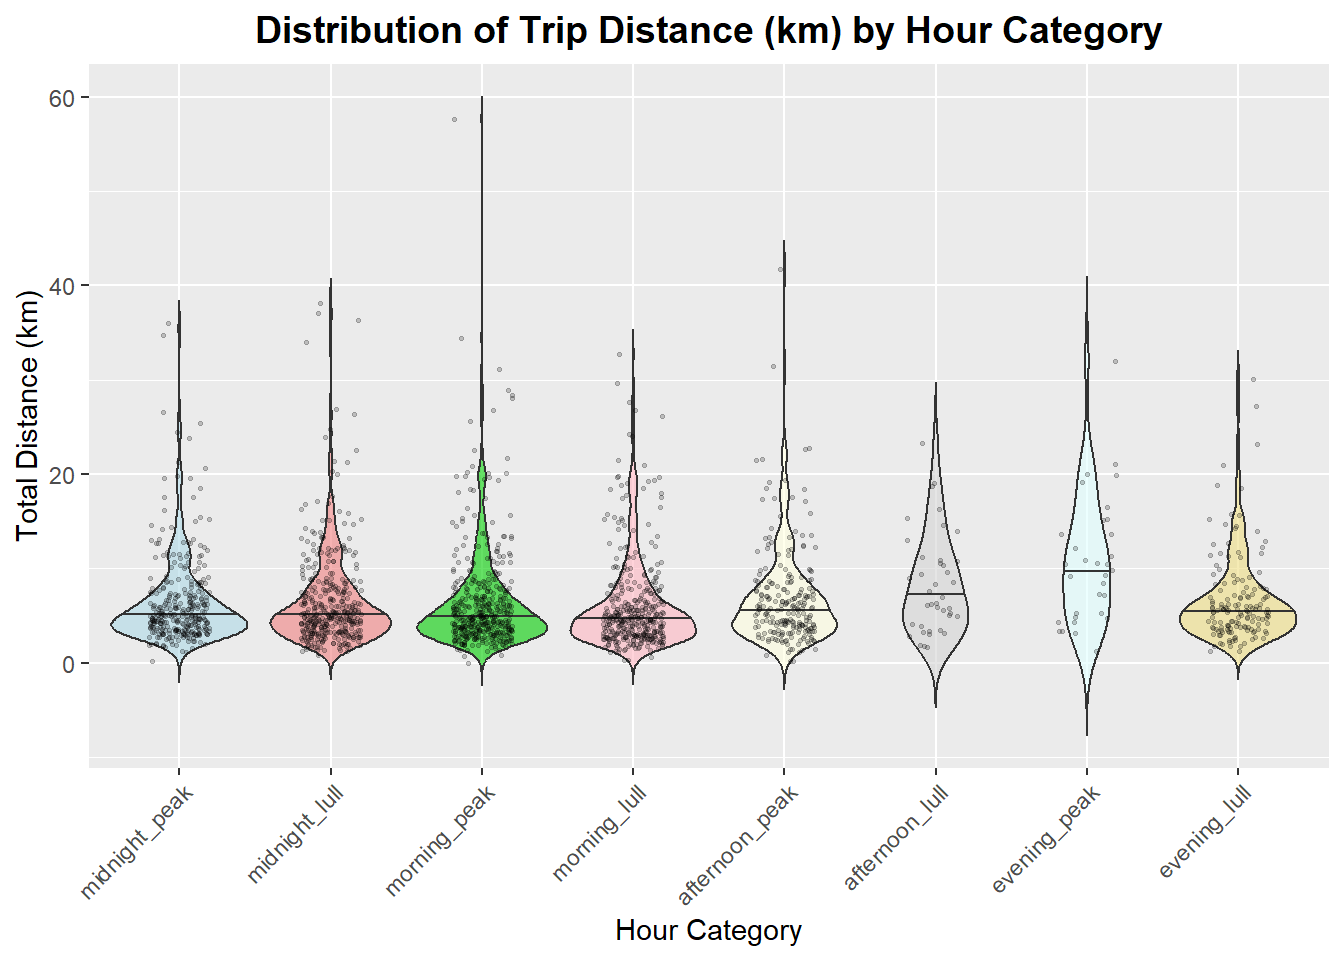 Distribution of Trip Distance (km) by Hour Category
Total Distance (km)
60
40
20
0
midnight_peak
midnight_lull
morning_peak
morning_lull
afternoon_peak
afternoon_lull
evening_peak
evening_lull
Hour Category